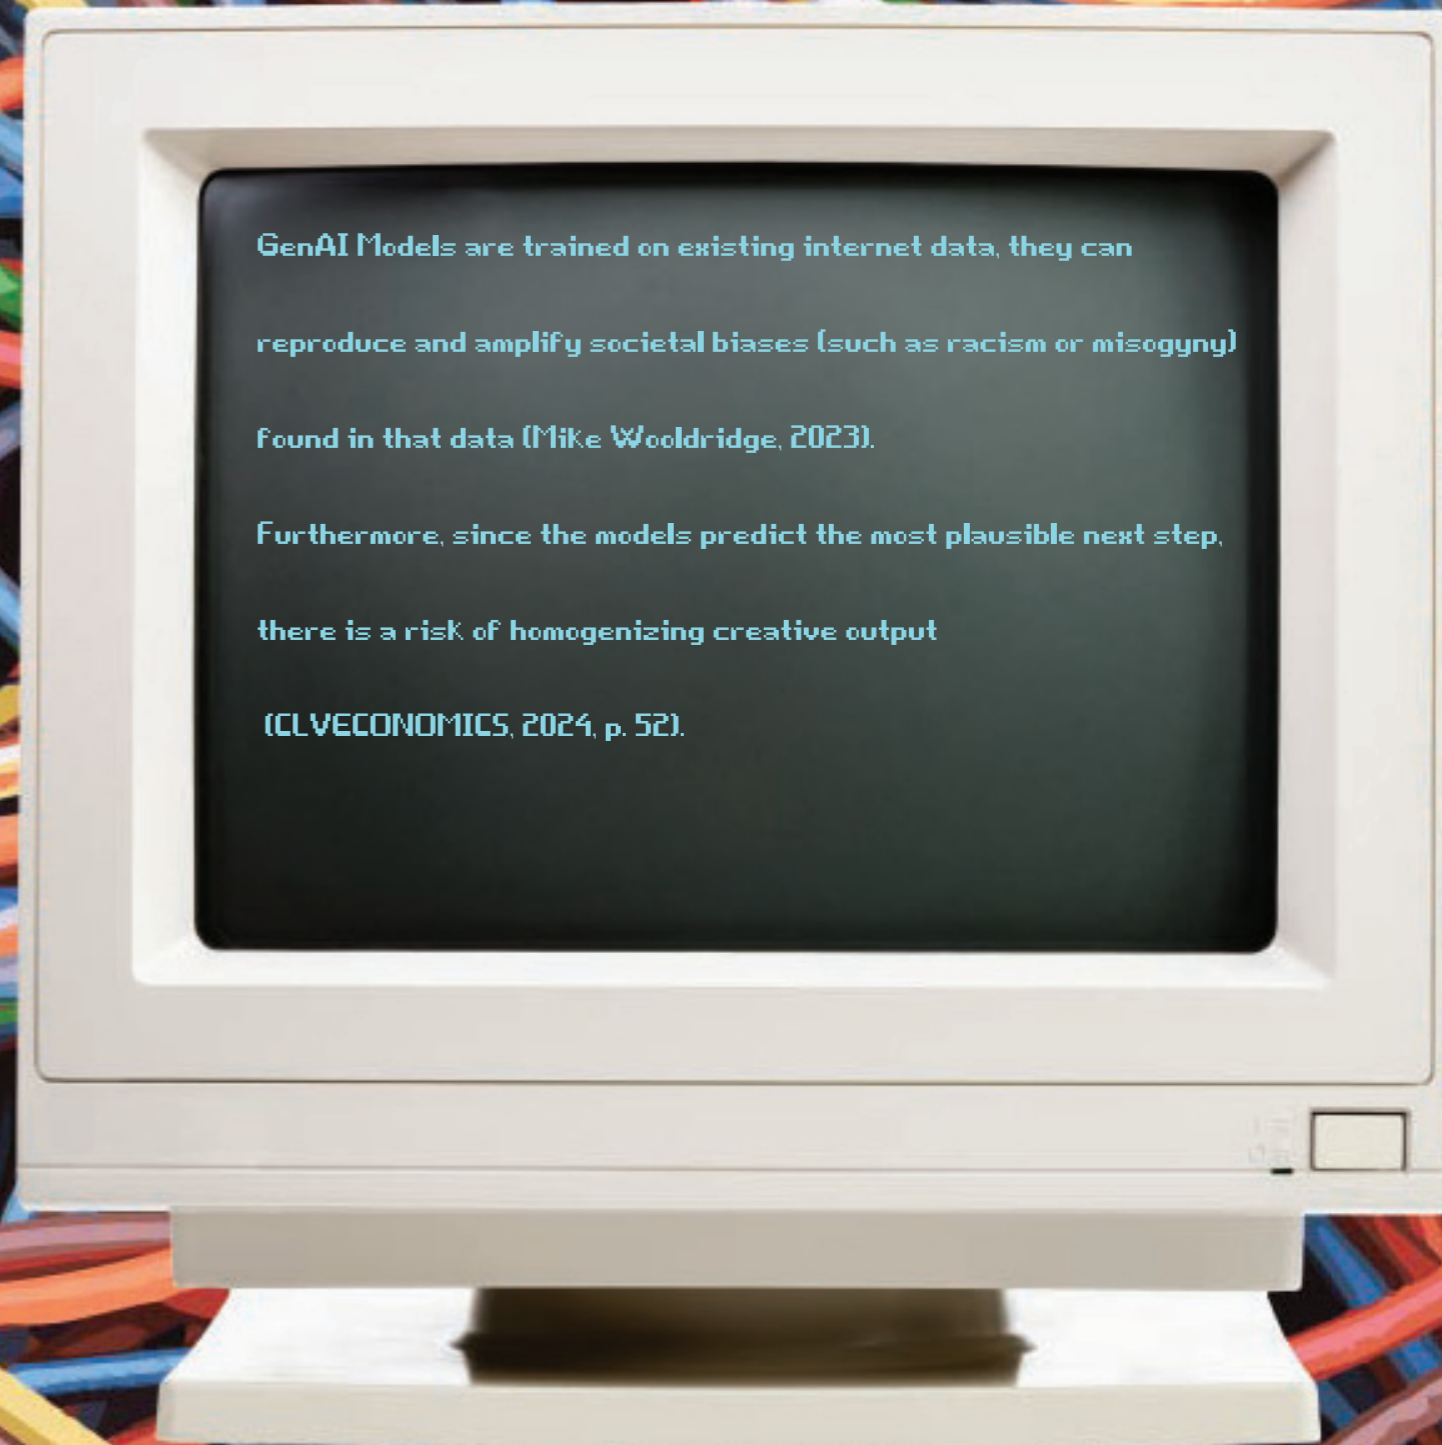 GenAI Models are trained on existing internet data, they can
reproduce and amplify societal biases (such as racism or misogyny)
found in that data (Mike Wooldridge, 2023).
Furthermore, since the models predict the most plausible next step,
there is a risk of homogenizing creative output
(CLVECONOMICS, 2024, p. 52).